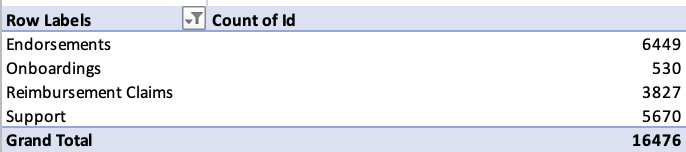 Row Labels Count of Id
Endorsements 6449
Onboardings 530
Reimbursement Claims 3827
Support 5670
Grand Total 16476